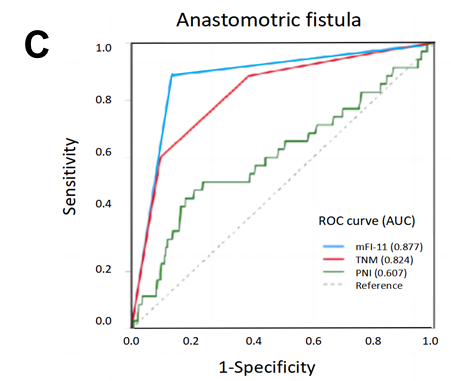 Anastomotric fistula
C
1.0
0.8
0.6
0.4
0.2
0.0
Sensitivity
ROC curve (AUC)
mFI-11 (0.877)
TNM (0.824)
PNI (0.607)
Reference
0.0 0.2 0.4 0.6 0.8 1.0
1-Specificity